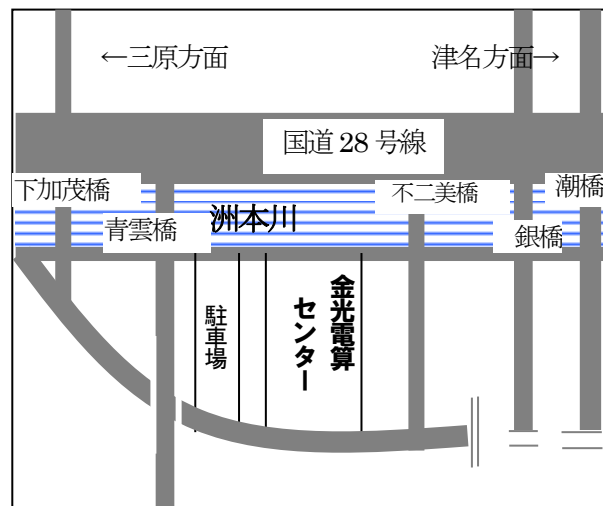 ←三原方面
津名方面→
国道28号線
下加茂橋
不二美橋
潮橋
青雲橋
洲本川
銀橋
駐車場
金光電算
センター